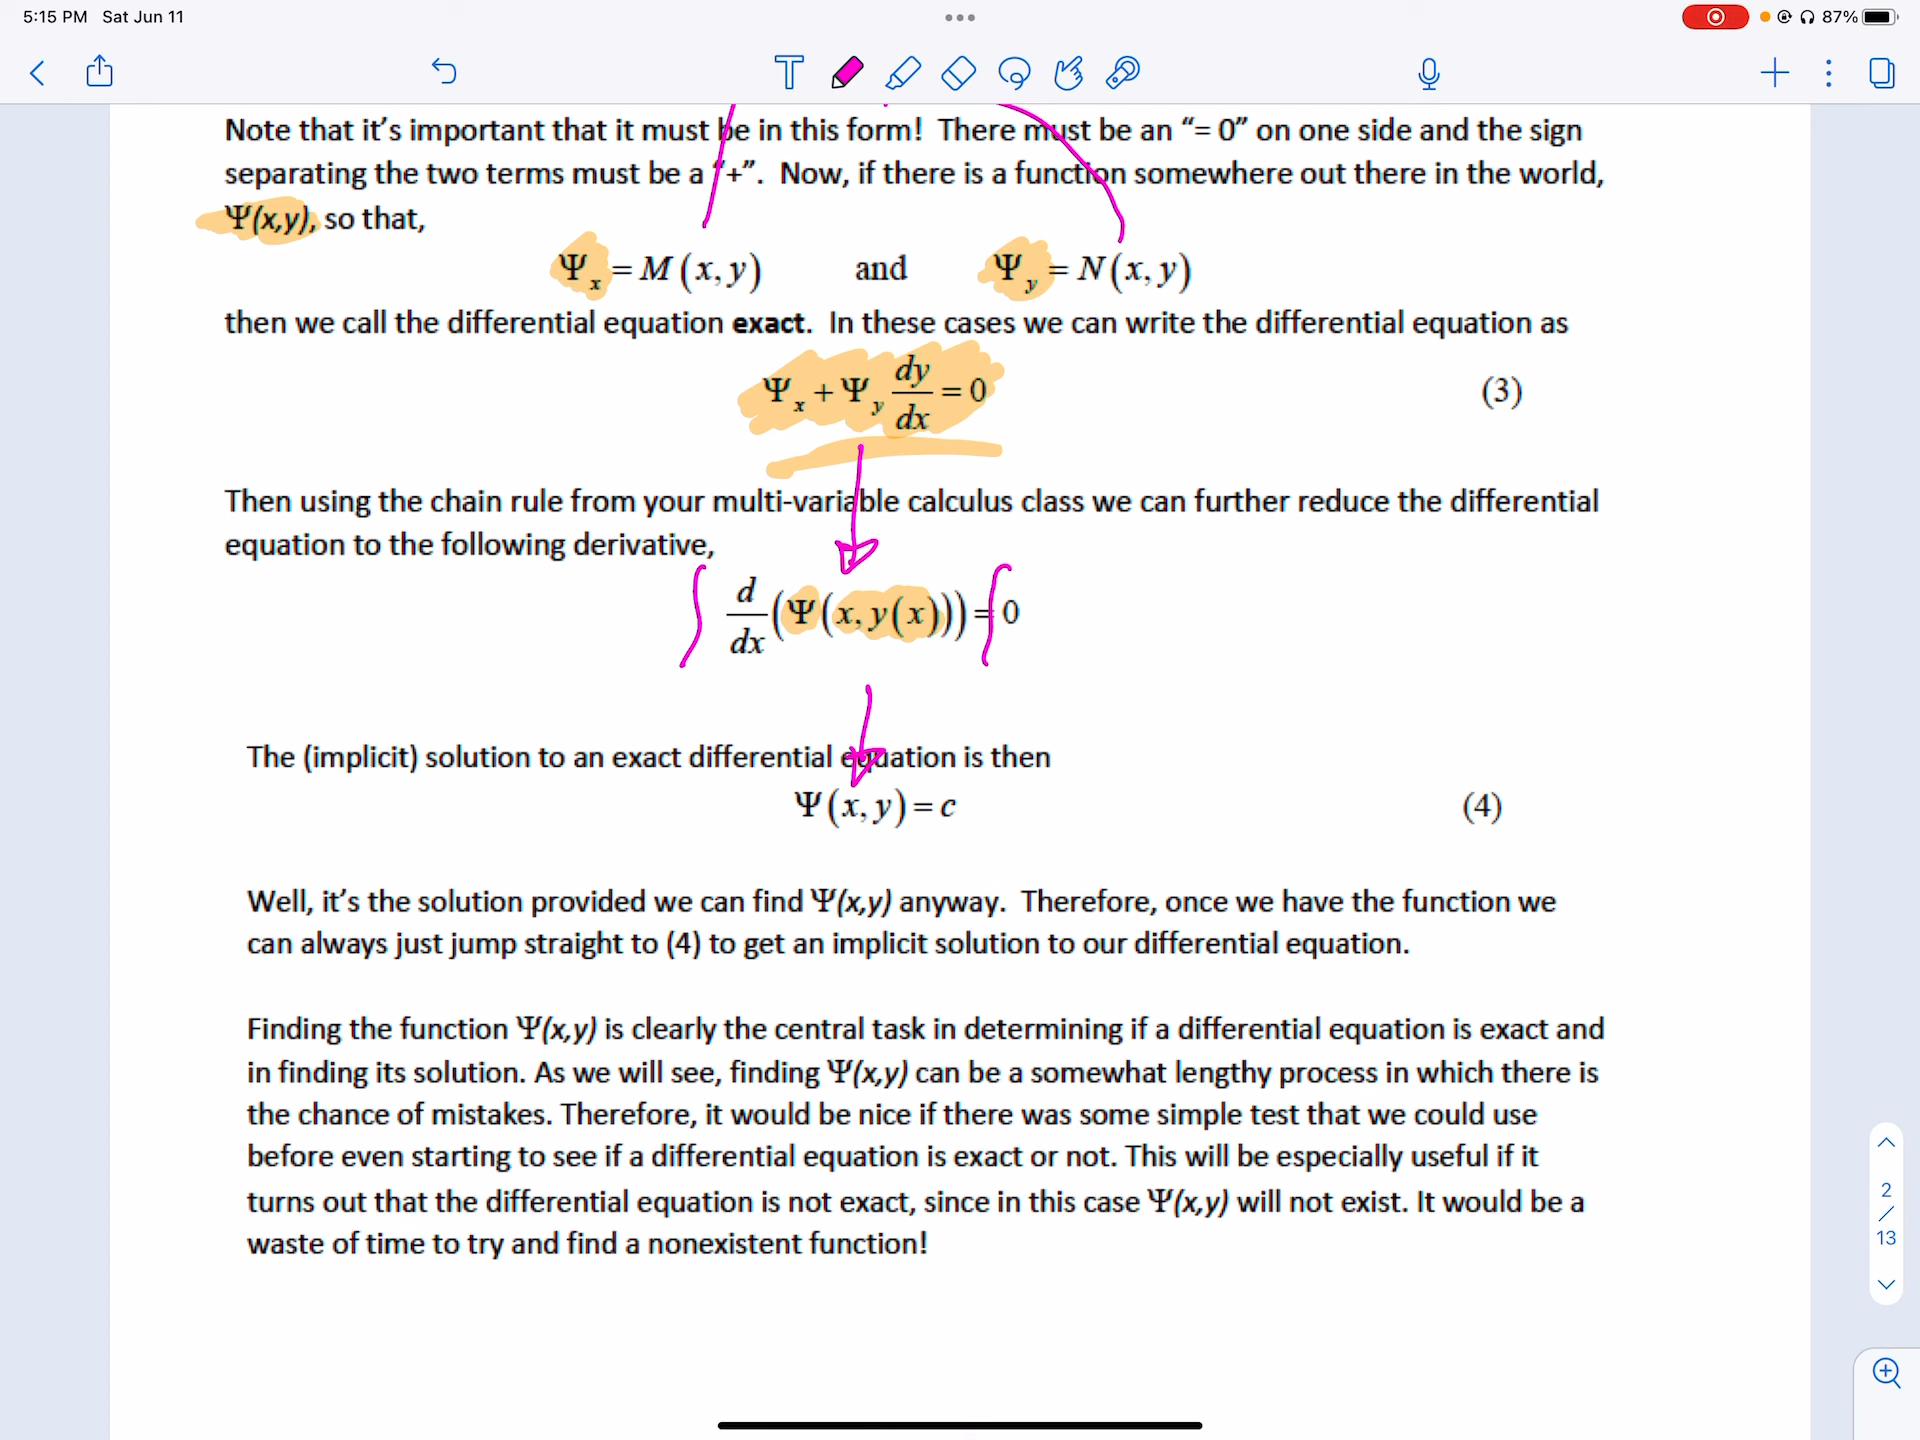 5:15 PM Sat Jun 11
87%
Note that it's important that it must be in this form! There must be an “= 0” on one side and the sign
separating the two terms must be a “+”. Now, if there is a function somewhere out there in the world,
Ψ(x,y), so that,
Ψ_x = M(x, y) and Ψ_y = N(x, y)
then we call the differential equation exact. In these cases we can write the differential equation as
Ψ_x + Ψ_y dy/dx = 0 (3)
Then using the chain rule from your multi-variable calculus class we can further reduce the differential
equation to the following derivative,
∫ d/dx (Ψ(x, y(x))) = ∫ 0
The (implicit) solution to an exact differential equation is then
Ψ(x, y) = c (4)
Well, it's the solution provided we can find Ψ(x,y) anyway. Therefore, once we have the function we
can always just jump straight to (4) to get an implicit solution to our differential equation.
Finding the function Ψ(x,y) is clearly the central task in determining if a differential equation is exact and
in finding its solution. As we will see, finding Ψ(x,y) can be a somewhat lengthy process in which there is
the chance of mistakes. Therefore, it would be nice if there was some simple test that we could use
before even starting to see if a differential equation is exact or not. This will be especially useful if it
turns out that the differential equation is not exact, since in this case Ψ(x,y) will not exist. It would be a
waste of time to try and find a nonexistent function!
2
/
13